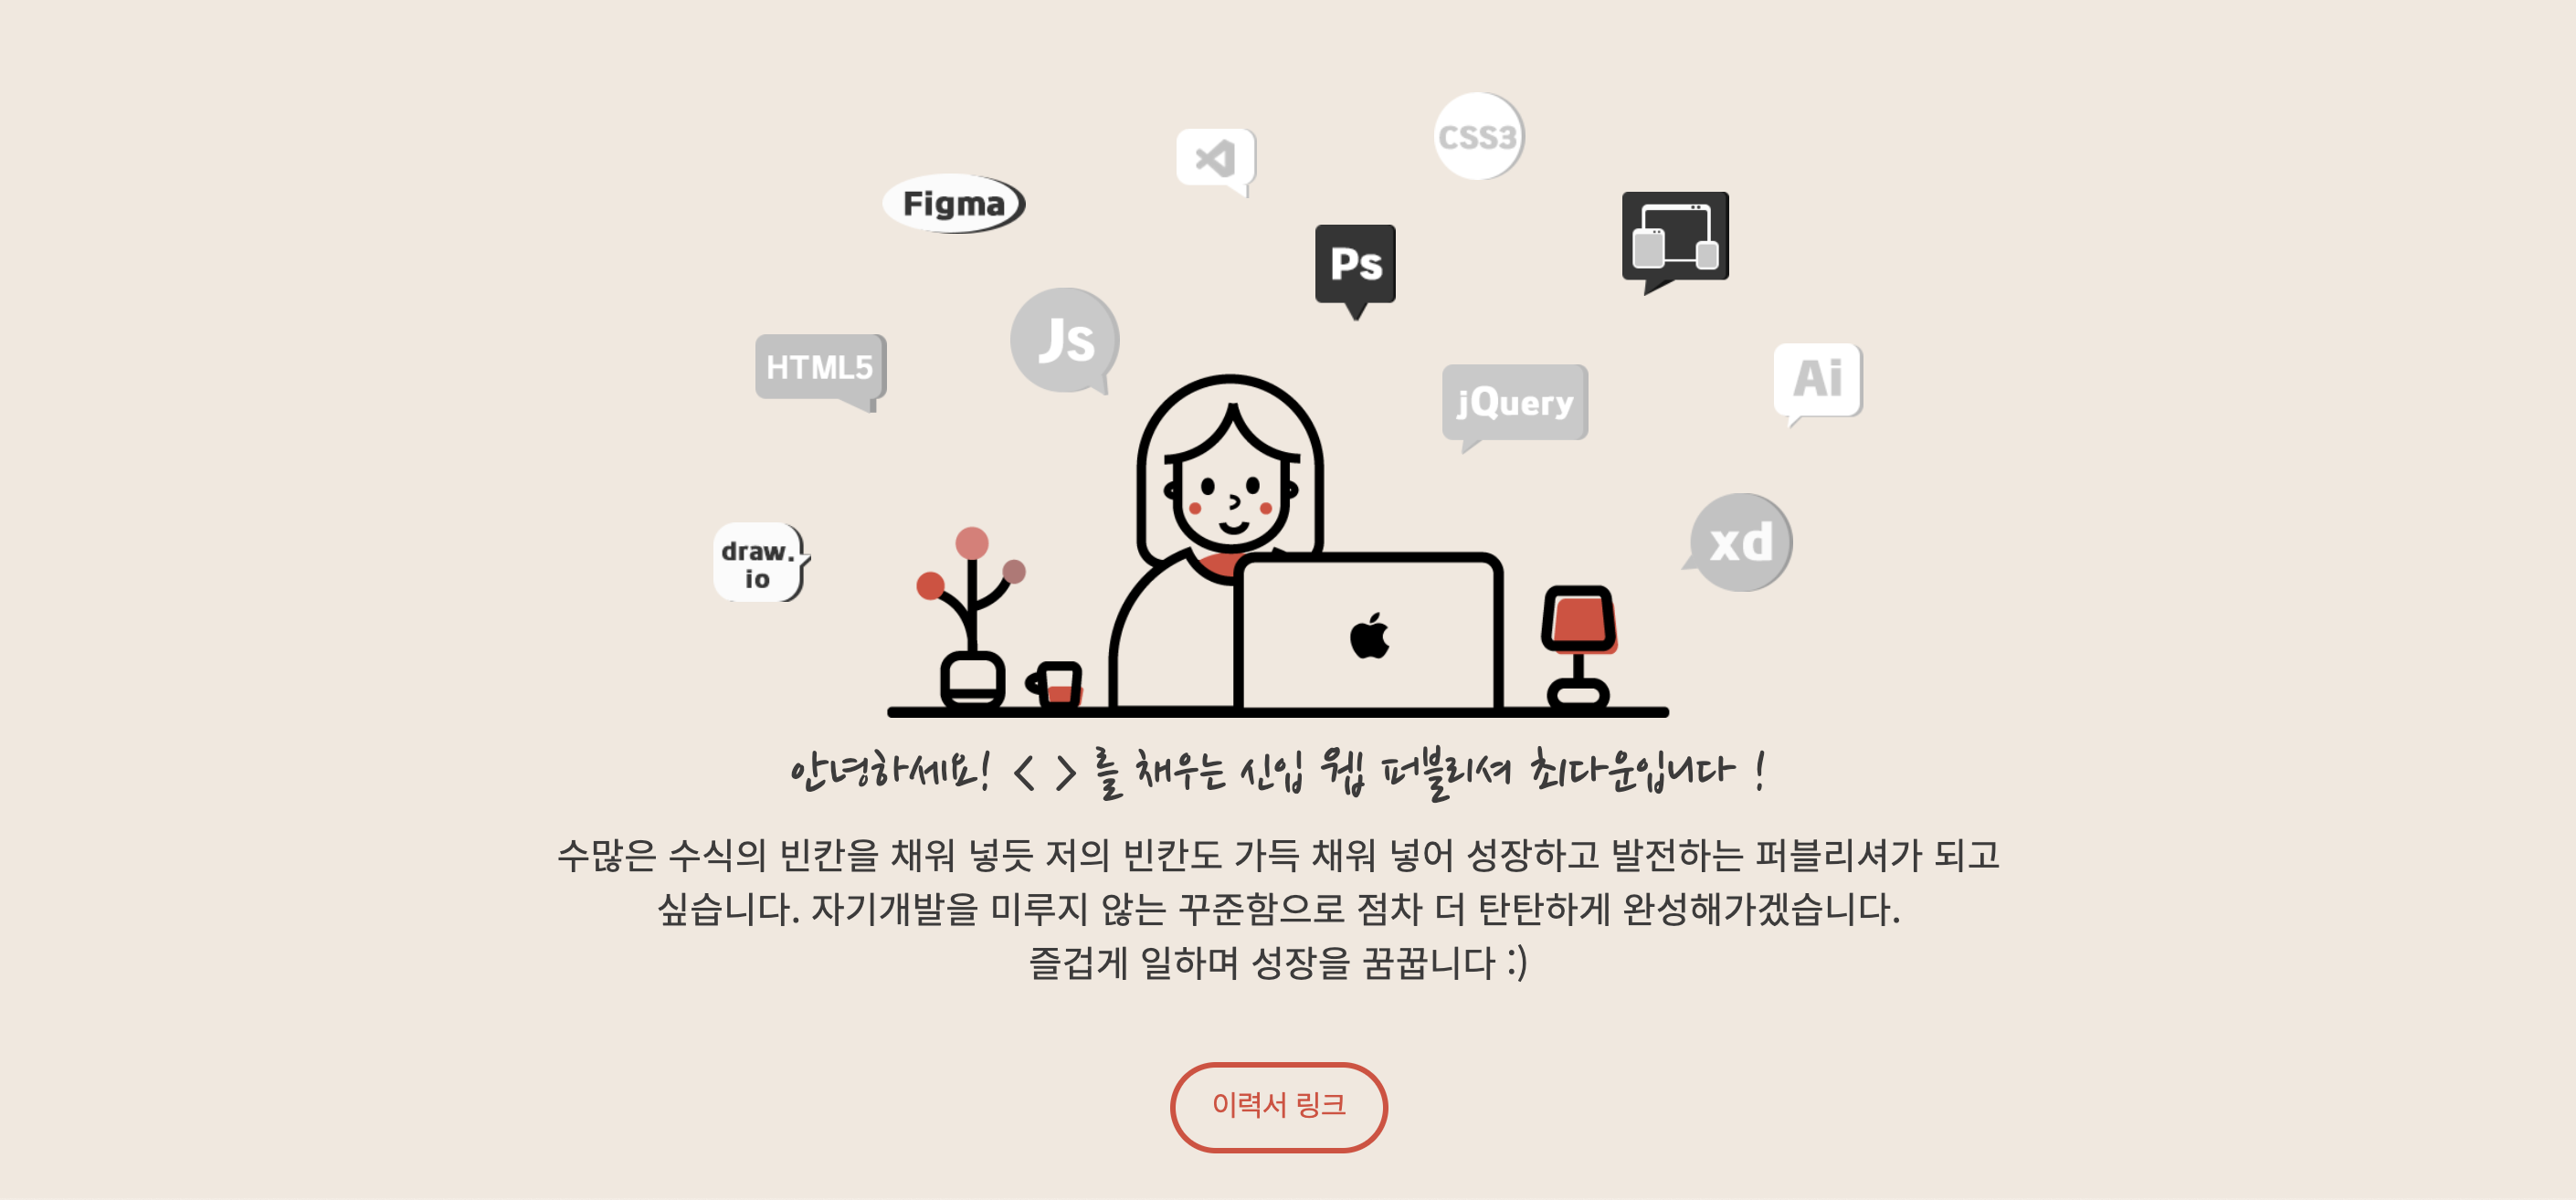 CSS3
Figma
Ps
Js
HTML5
Ai
jQuery
xd
draw.
io
안녕하세요! < > 를 채우는 신입 웹 퍼블리셔 최다운입니다 !
수많은 수식의 빈칸을 채워 넣듯 저의 빈칸도 가득 채워 넣어 성장하고 발전하는 퍼블리셔가 되고
싶습니다. 자기개발을 미루지 않는 꾸준함으로 점차 더 탄탄하게 완성해가겠습니다.
즐겁게 일하며 성장을 꿈꿉니다 :)
이력서 링크